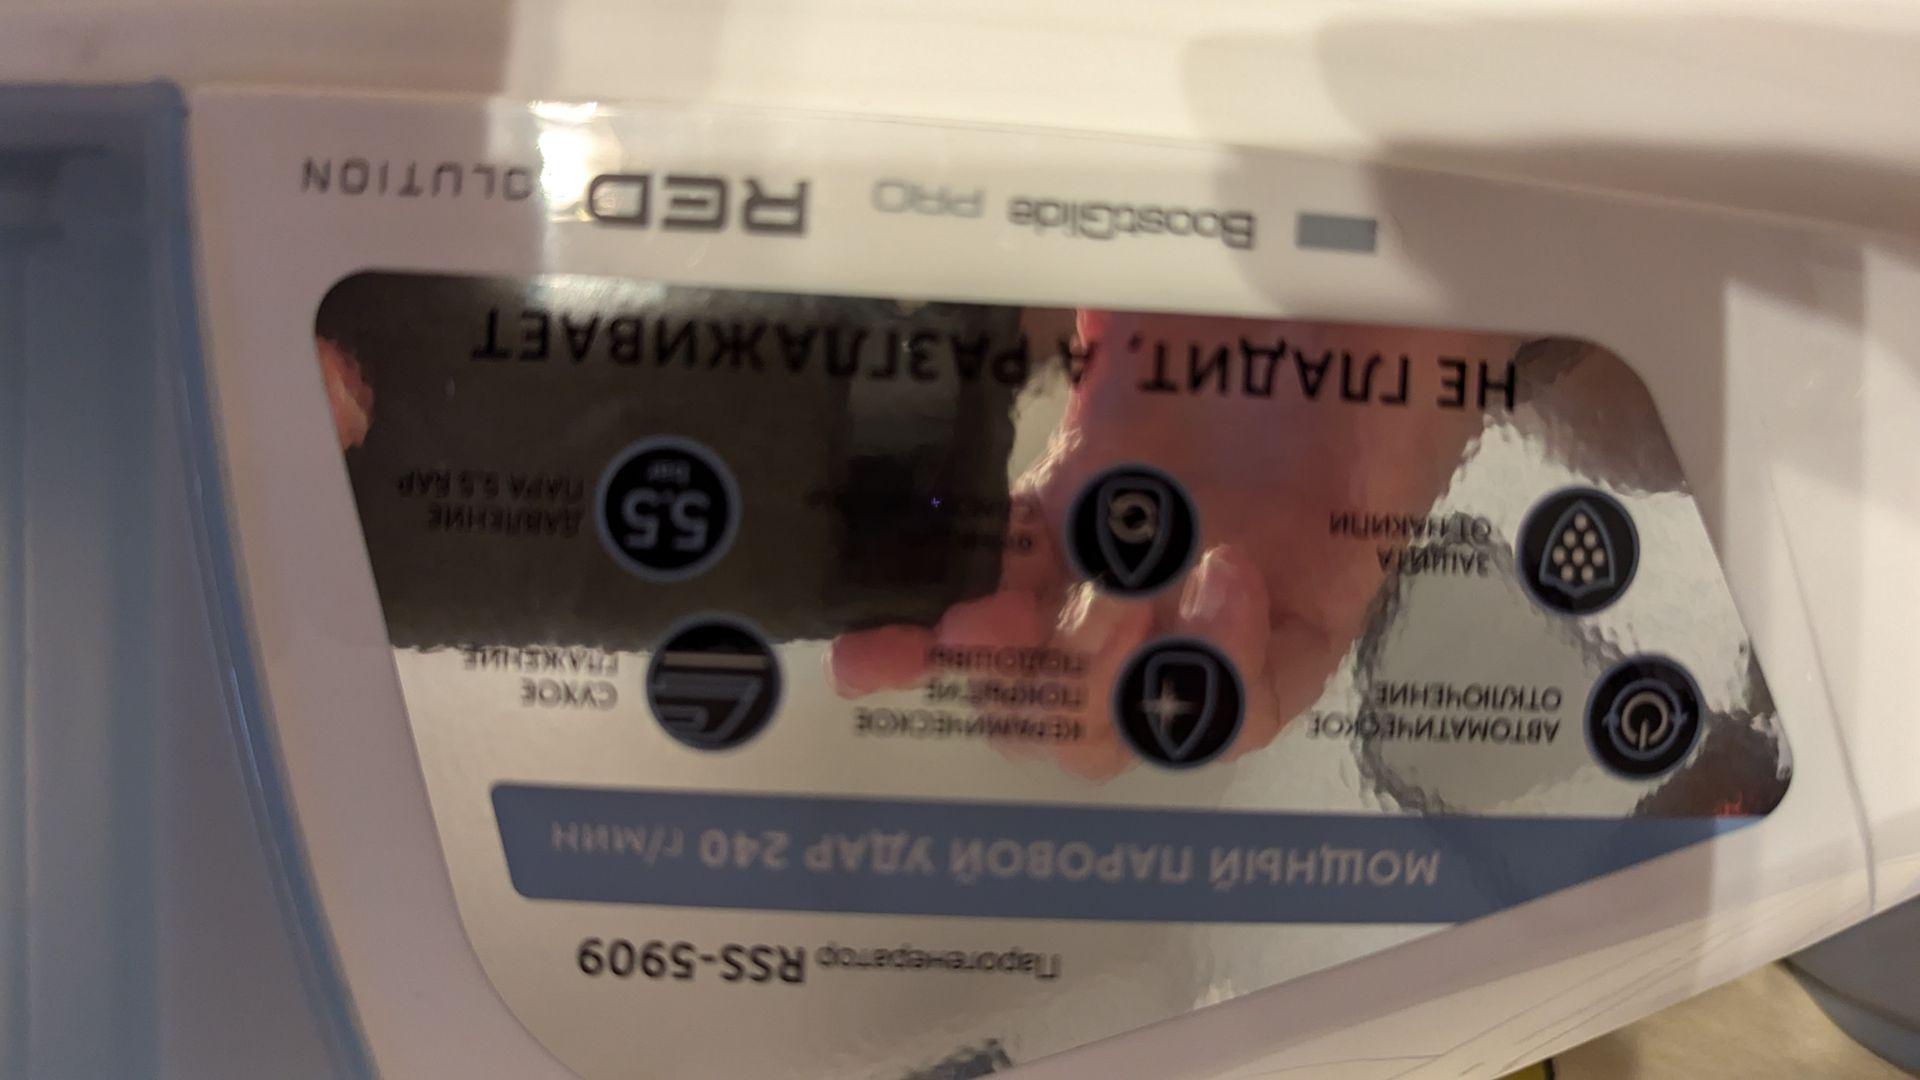 Парогенератор RSS-5909
МОЩНЫЙ ПАРОВОЙ УДАР 240 г/мин
АВТОМАТИЧЕСКОЕ
ОТКЛЮЧЕНИЕ
КЕРАМИЧЕСКОЕ
ПОКРЫТИЕ
ПОДОШВЫ
СУХОЕ
ГЛАЖЕНИЕ
ЗАЩИТА
ОТ НАКИПИ
5.5
bar
ДАВЛЕНИЕ
ПАРА 5.5 БАР
НЕ ГЛАДИТ, А РАЗГЛАЖИВАЕТ
BoostGlide PRO
RED OLUTION